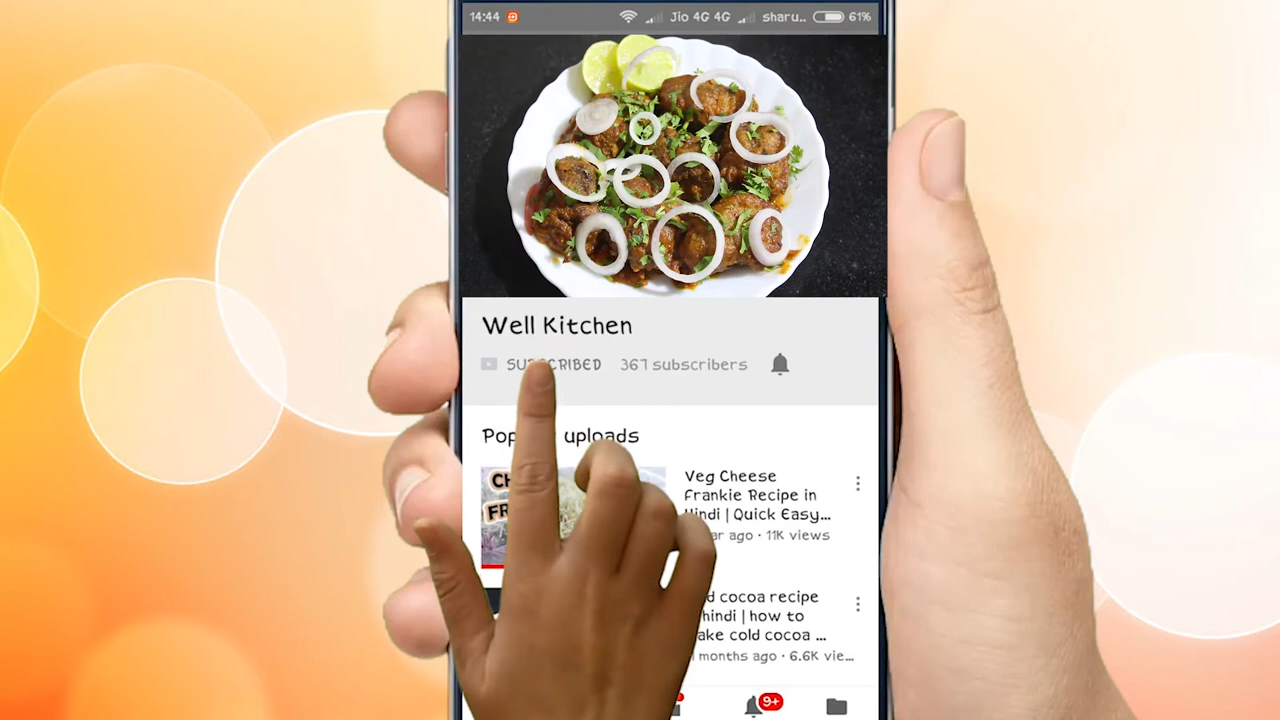 14:44 Jio 4G 4G sharu.. 61%
Well Kitchen
SUBSCRIBED 367 subscribers
uploads
Veg Cheese
Frankie Recipe in
Hindi | Quick Easy...
ago · 11K views
cocoa recipe
hindi | how to
cold cocoa ...
months ago · 6.6K vie...
9+